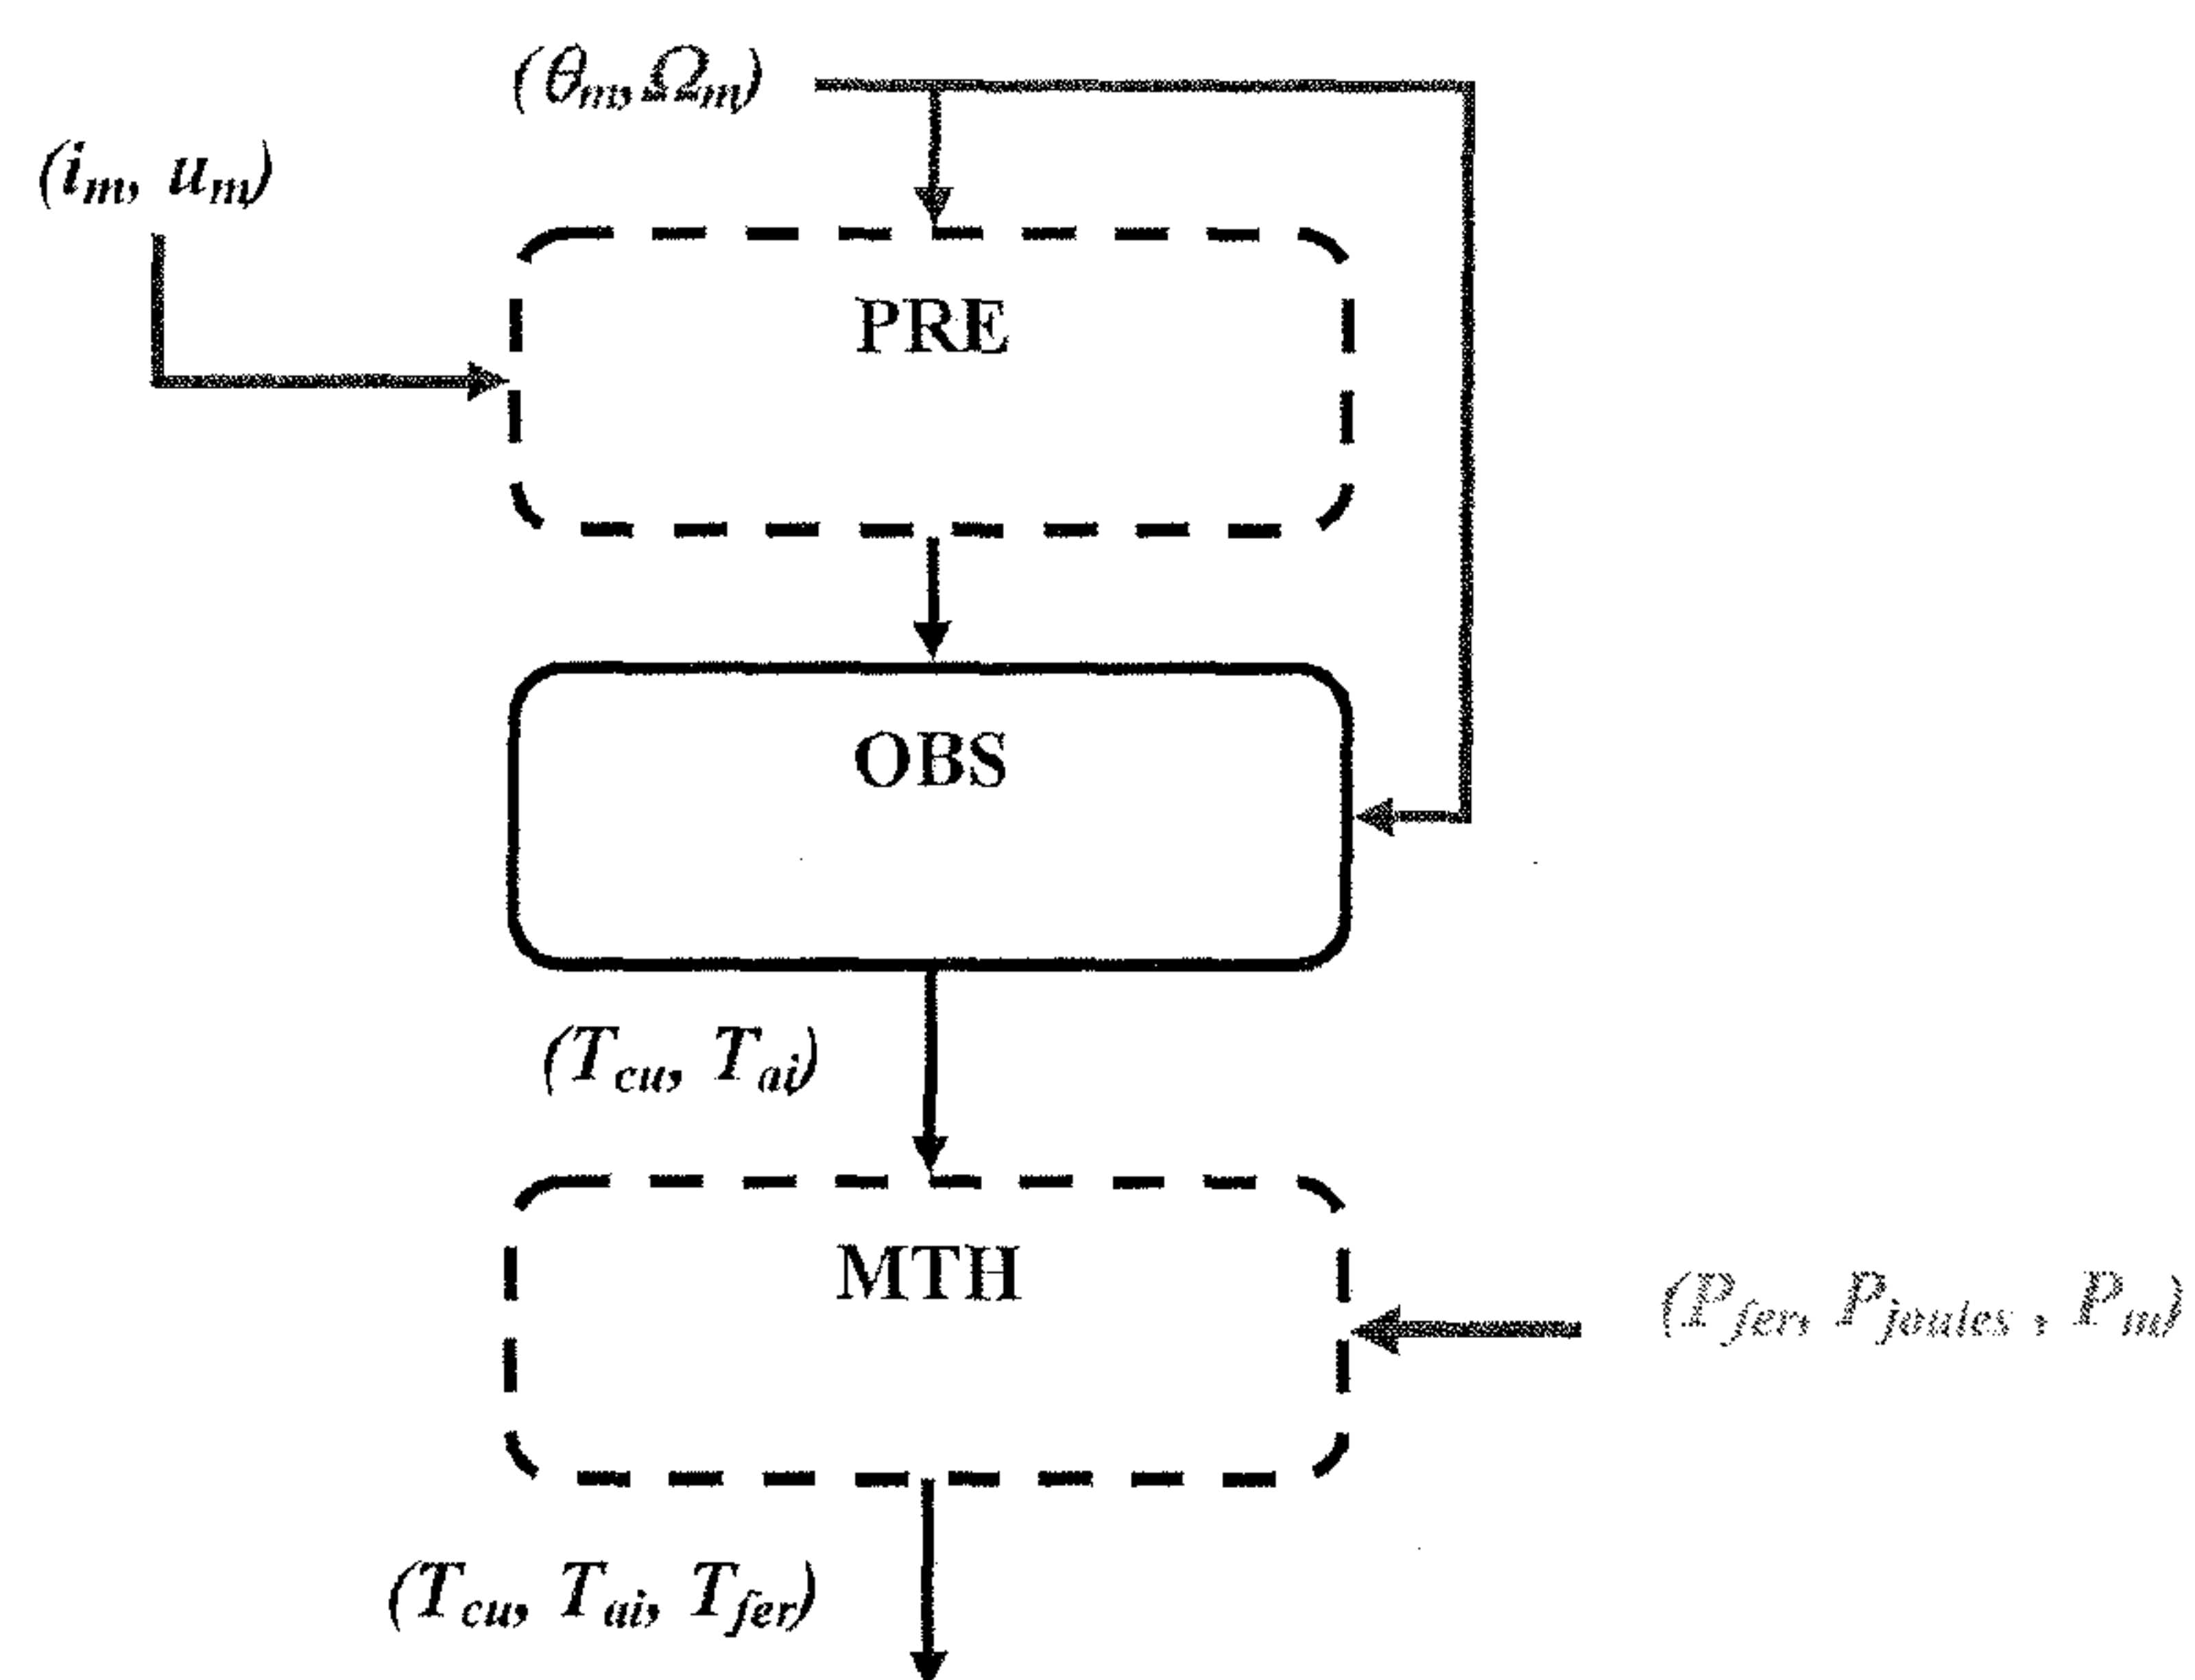 (θm, Ωm)
(im, um)
PRE
OBS
(Tcu, Tai)
MTH
(Pfer, Pjoules , Pm)
(Tcu, Tai, Tfer)